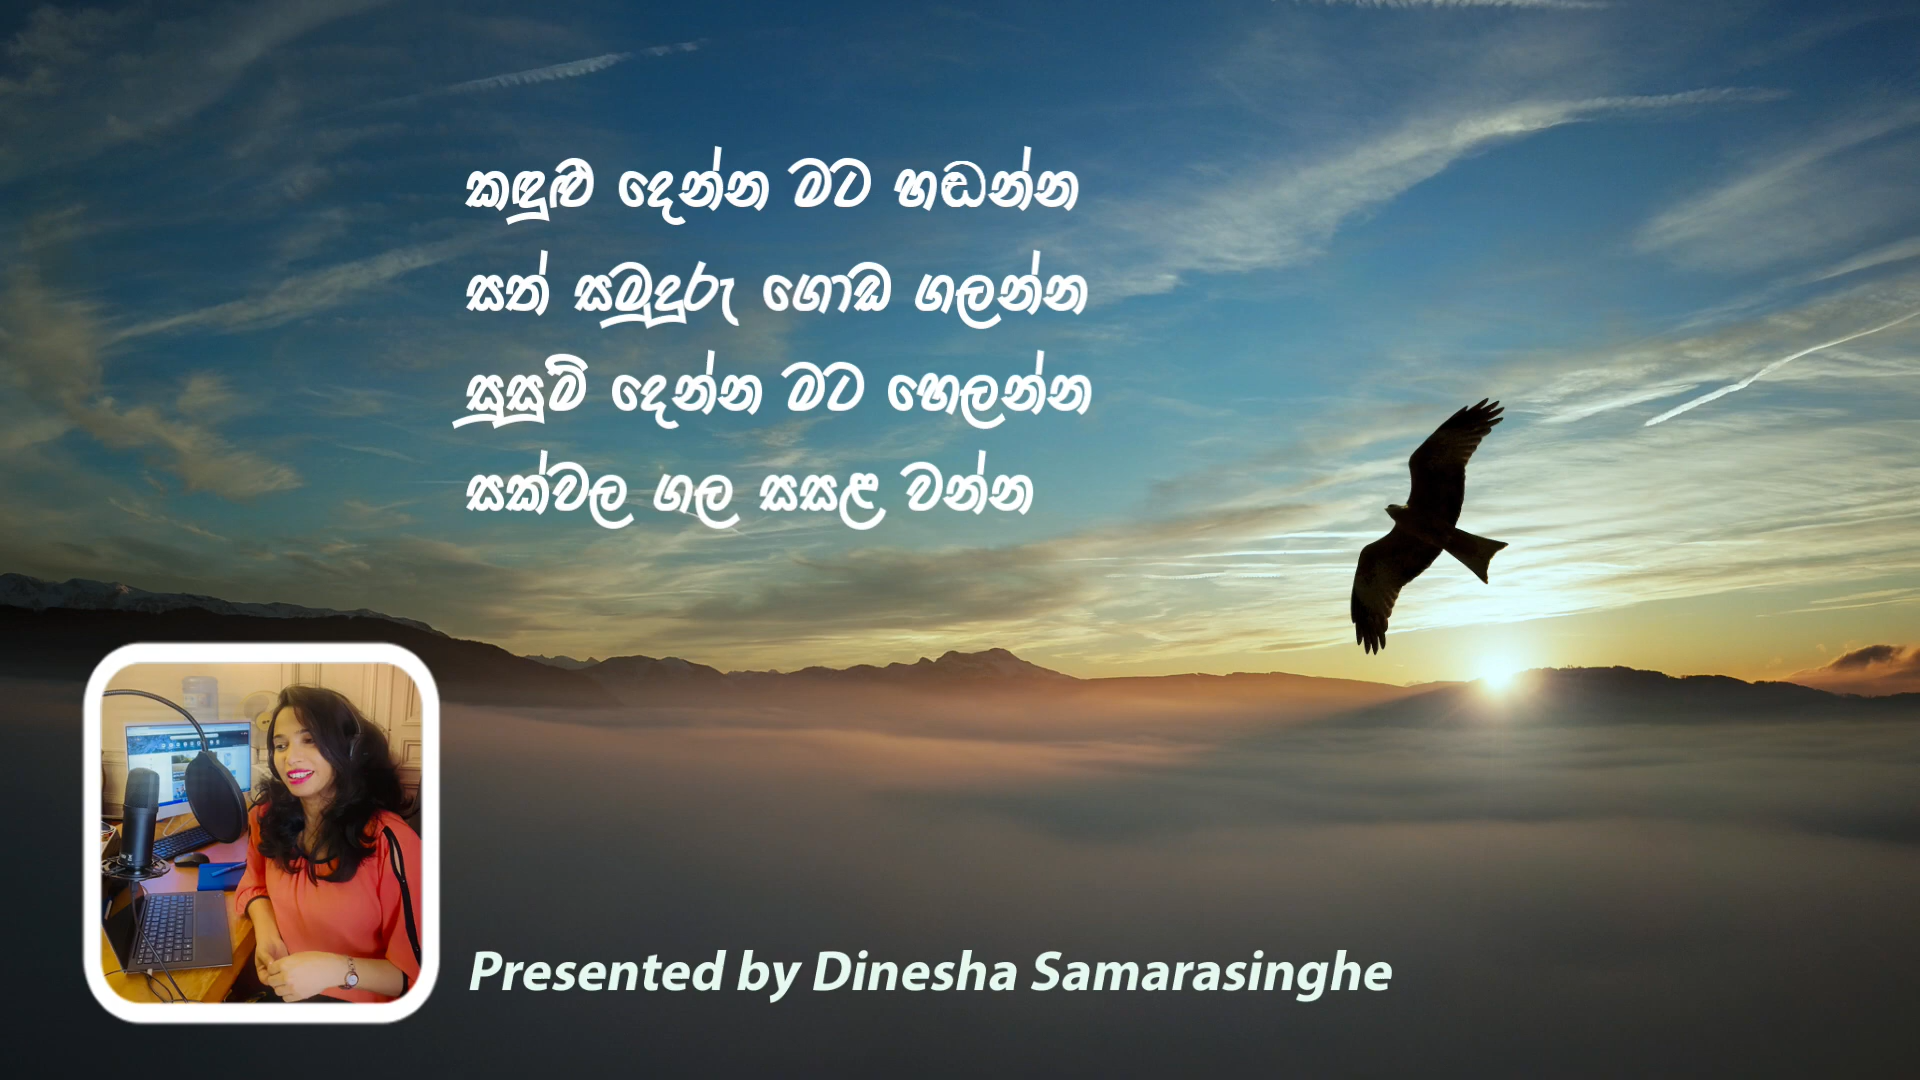 කඳුළු දෙන්න මට හඬන්න
සත් සමුදුරු ගොඩ ගලන්න
සුසුම් දෙන්න මට හෙලන්න
සක්වල ගල සසළ වන්න
Presented by Dinesha Samarasinghe